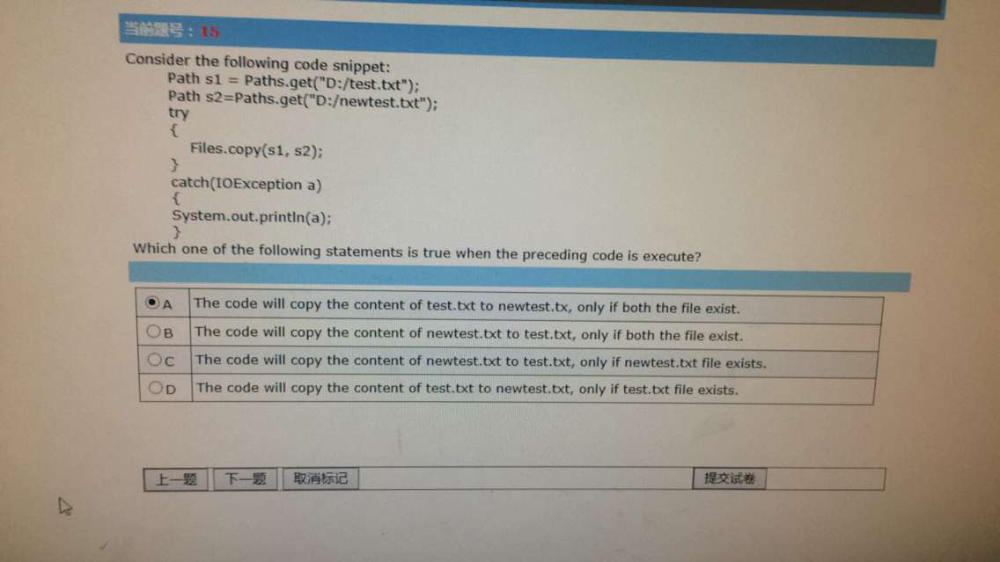 当前题号：15
Consider the following code snippet:
Path s1 = Paths.get("D:/test.txt");
Path s2=Paths.get("D:/newtest.txt");
try
{
Files.copy(s1, s2);
}
catch(IOException a)
{
System.out.println(a);
}
Which one of the following statements is true when the preceding code is execute?
A The code will copy the content of test.txt to newtest.tx, only if both the file exist.
B The code will copy the content of newtest.txt to test.txt, only if both the file exist.
C The code will copy the content of newtest.txt to test.txt, only if newtest.txt file exists.
D The code will copy the content of test.txt to newtest.txt, only if test.txt file exists.
上一题 下一题 取消标记 提交试卷